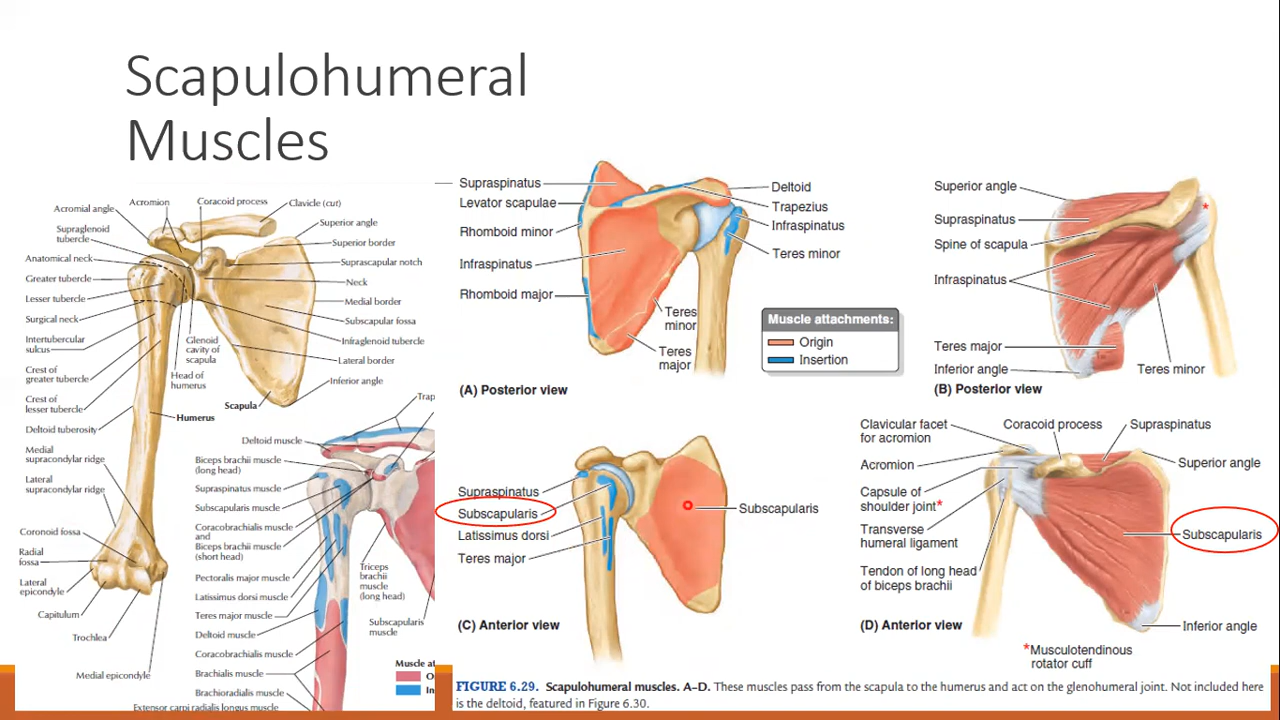 Scapulohumeral
Muscles
Acromial angle
Acromion
Coracoid process
Clavicle (cut)
Supraglenoid
tubercle
Superior angle
Superior border
Anatomical neck
Suprascapular notch
Greater tubercle
Neck
Lesser tubercle
Medial border
Surgical neck
Subscapular fossa
Intertubercular
sulcus
Glenoid
cavity of
scapula
Infraglenoid tubercle
Lateral border
Crest of
greater tubercle
Head of
humerus
Inferior angle
Crest of
lesser tubercle
Humerus
Scapula
Deltoid tuberosity
Medial
supracondylar ridge
Lateral
supracondylar ridge
Coronoid fossa
Radial
fossa
Lateral
epicondyle
Capitulum
Trochlea
Medial epicondyle
Trap
Deltoid muscle
Biceps brachii muscle
(long head)
Supraspinatus muscle
Subscapularis muscle
Coracobrachialis muscle
and
Biceps brachii muscle
(short head)
Pectoralis major muscle
Latissimus dorsi muscle
Teres major muscle
Deltoid muscle
Coracobrachialis muscle
Brachialis muscle
Brachioradialis muscle
Extensor carpi radialis longus muscle
Triceps
brachii
muscle
(long head)
Subscapularis
muscle
Muscle at
O
In
Supraspinatus
Levator scapulae
Rhomboid minor
Infraspinatus
Rhomboid major
Deltoid
Trapezius
Infraspinatus
Teres minor
Teres
minor
Teres
major
Muscle attachments:
Origin
Insertion
(A) Posterior view
Superior angle
Supraspinatus
Spine of scapula
Infraspinatus
Teres major
Inferior angle
Teres minor
*
(B) Posterior view
Supraspinatus
Subscapularis
Latissimus dorsi
Teres major
Subscapularis
(C) Anterior view
Clavicular facet
for acromion
Coracoid process
Supraspinatus
Acromion
Superior angle
Capsule of
shoulder joint*
Transverse
humeral ligament
Subscapularis
Tendon of long head
of biceps brachii
(D) Anterior view
Inferior angle
*Musculotendinous
rotator cuff
FIGURE 6.29. Scapulohumeral muscles. A–D. These muscles pass from the scapula to the humerus and act on the glenohumeral joint. Not included here
is the deltoid, featured in Figure 6.30.